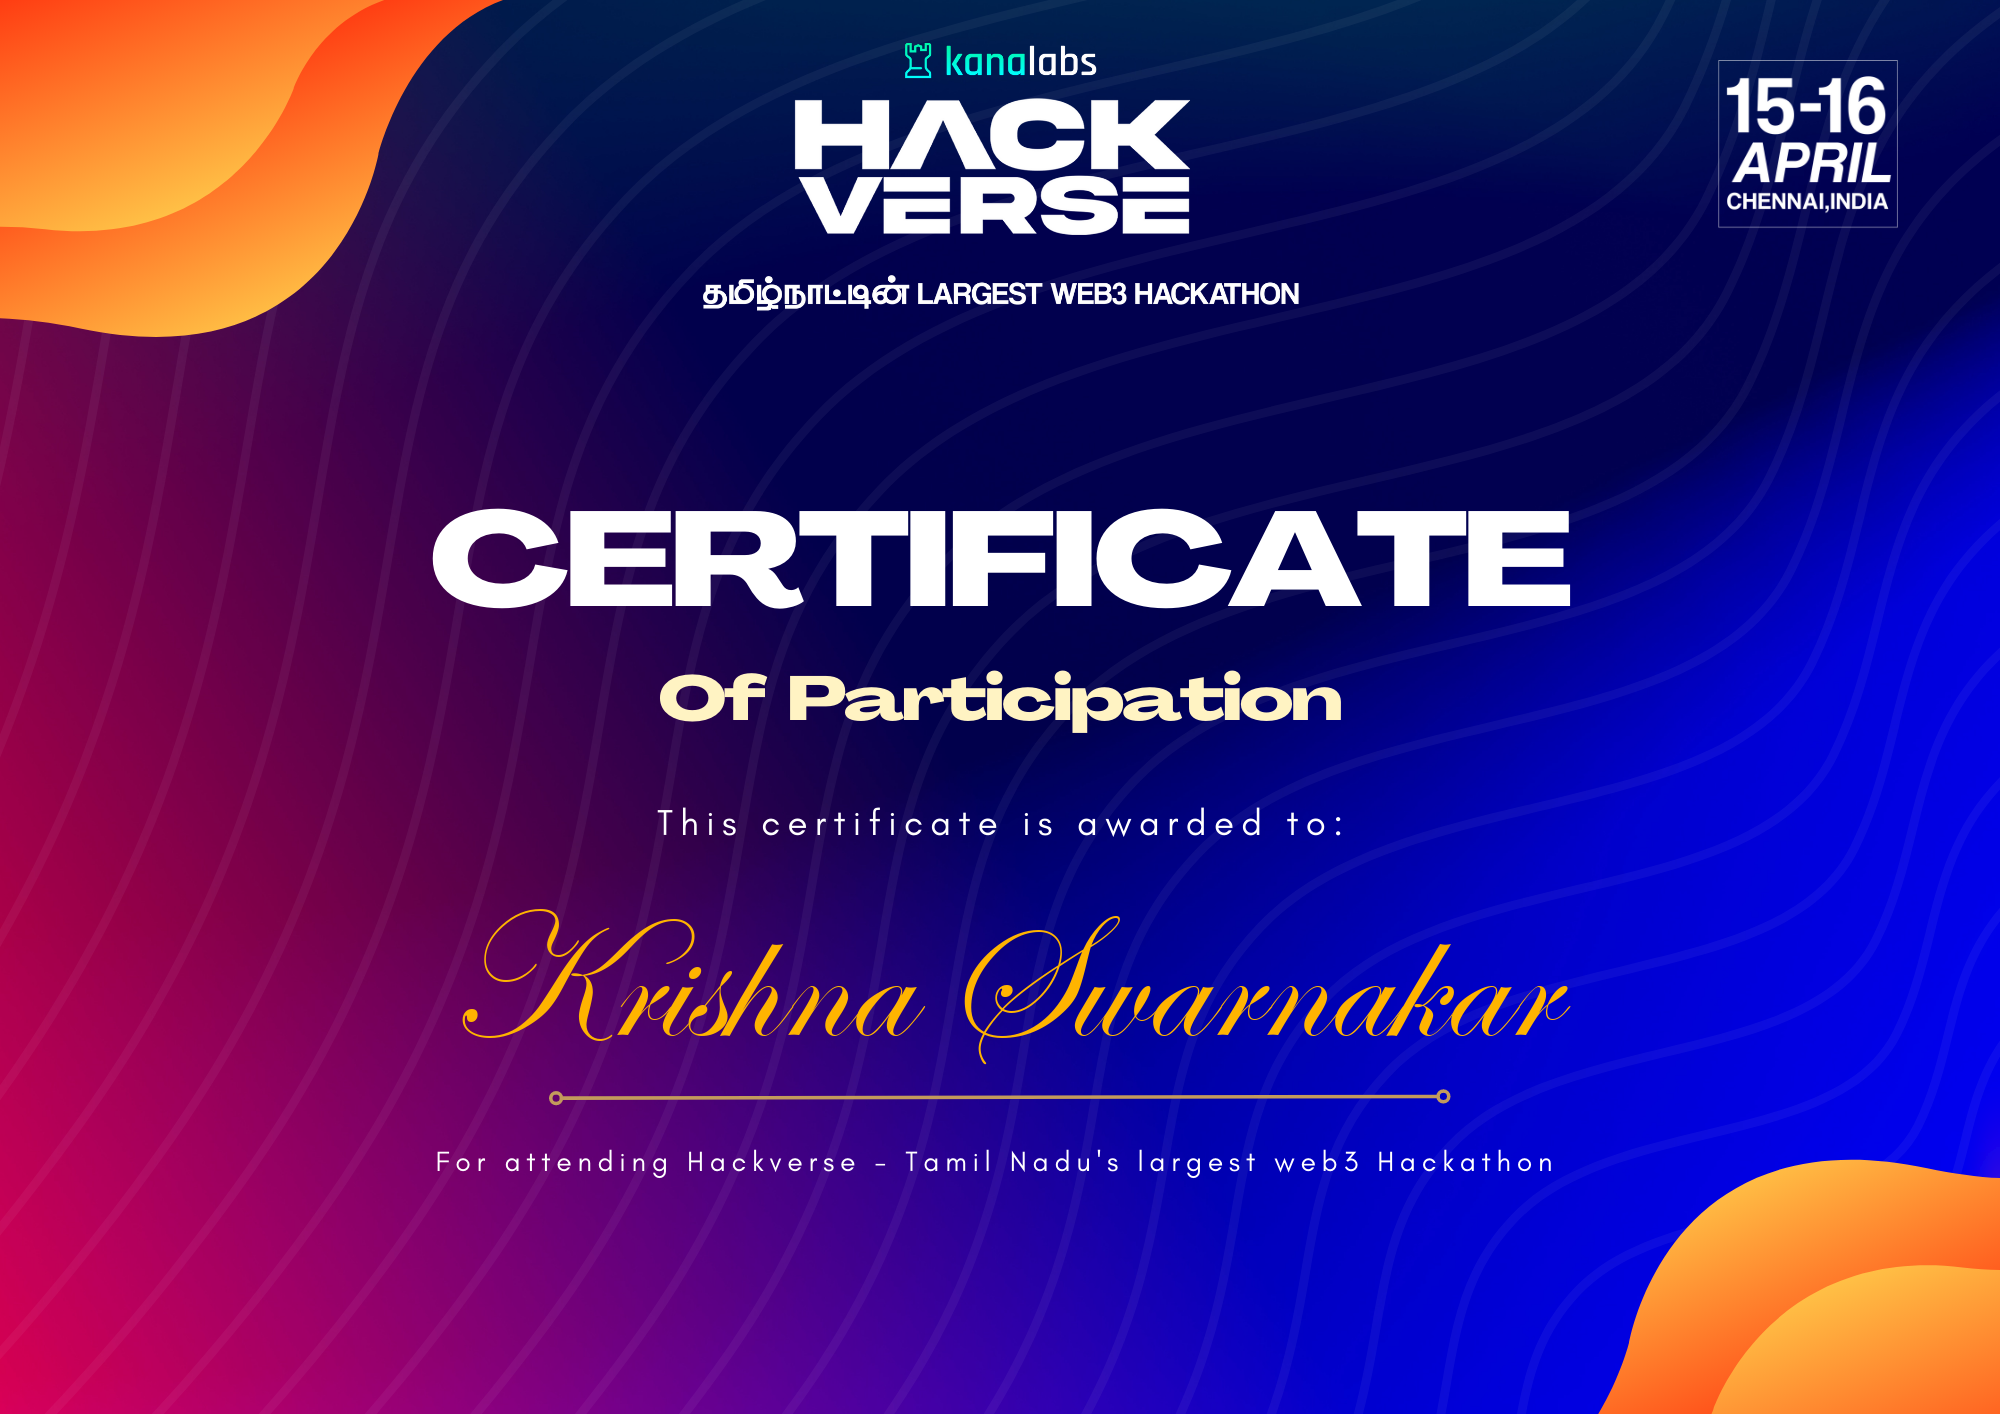 kanalabs
HACK
VERSE
தமிழ்நாட்டின் LARGEST WEB3 HACKATHON
15-16
APRIL
CHENNAI,INDIA
CERTIFICATE
Of Participation
This certificate is awarded to:
Krishna Swarnakar
For attending Hackverse - Tamil Nadu's largest web3 Hackathon